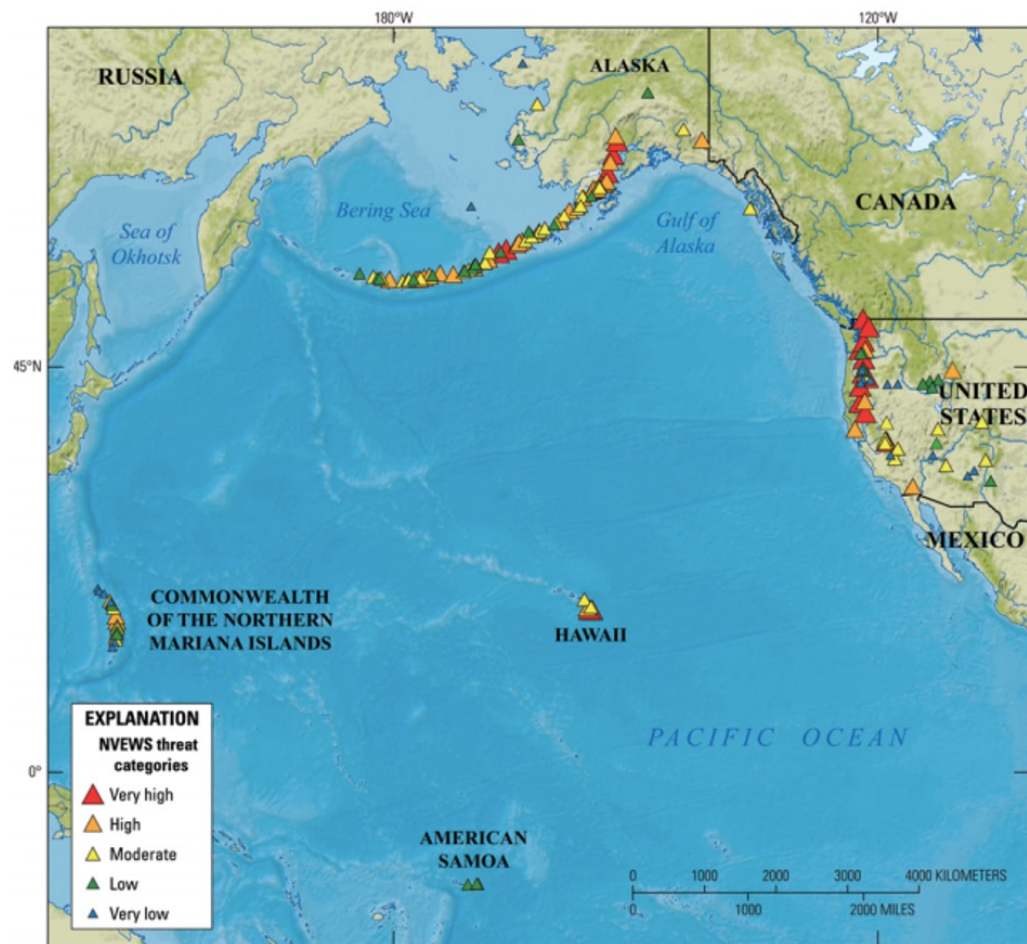 180°W
120°W
RUSSIA
ALASKA
Bering Sea
Sea of
Okhotsk
Gulf of
Alaska
CANADA
45°N
UNITED
STATES
MEXICO
COMMONWEALTH
OF THE NORTHERN
MARIANA ISLANDS
HAWAII
PACIFIC OCEAN
EXPLANATION
NVEWS threat
categories
Very high
High
Moderate
Low
Very low
0°
AMERICAN
SAMOA
0 1000 2000 3000 4000 KILOMETERS
0 1000 2000 MILES